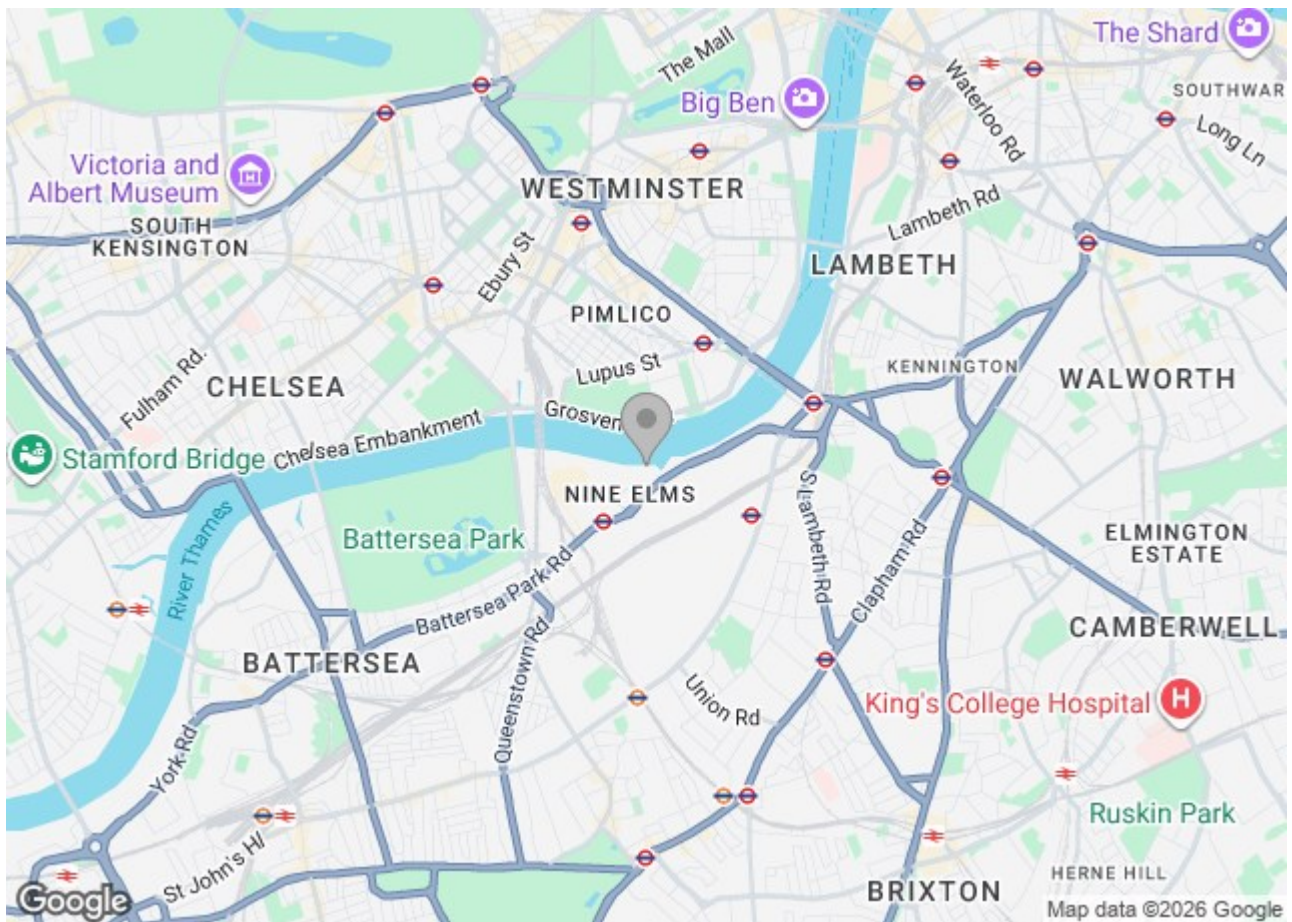 The Shard
The Mall
Big Ben
Waterloo Rd
SOUTHWAR
Long Ln
Victoria and
Albert Museum
WESTMINSTER
SOUTH
KENSINGTON
Lambeth Rd
Ebury St
LAMBETH
PIMLICO
Lupus St
KENNINGTON
Fulham Rd.
CHELSEA
WALWORTH
Chelsea Embankment
Stamford Bridge
NINE ELMS
S Lambeth Rd
River Thames
Battersea Park
Clapham Rd
ELMINGTON
ESTATE
Battersea Park Rd
CAMBERWELL
BATTERSEA
Queenstown Rd
Union Rd
King's College Hospital
H
York Rd
Ruskin Park
St John's H
HERNE HILL
BRIXTON
Google
Map data ©2026 Google